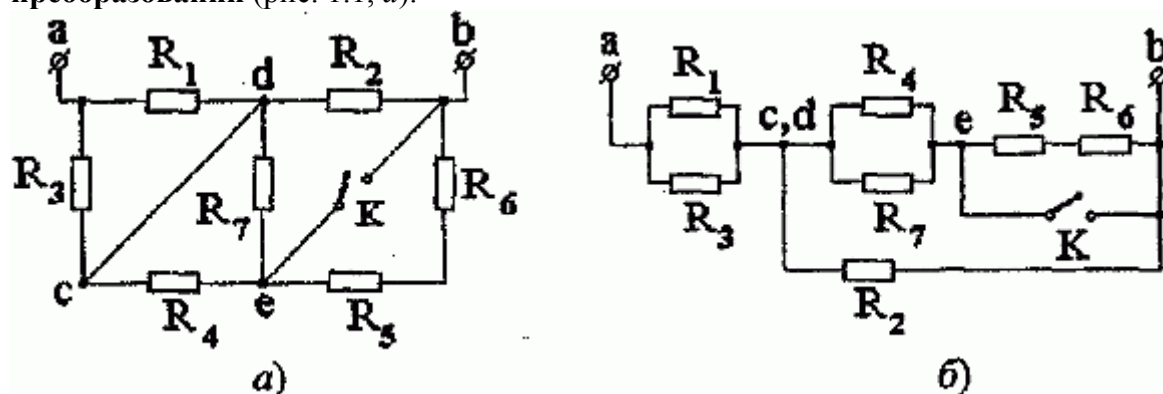 преобразований (рис. 1.1, а).
a R₁ d R₂ b
R₃ R₇ K R₆
c R₄ e R₅
а)
a R₁ R₄ b
c,d e R₅ R₆
R₃ R₇ K
R₂
б)